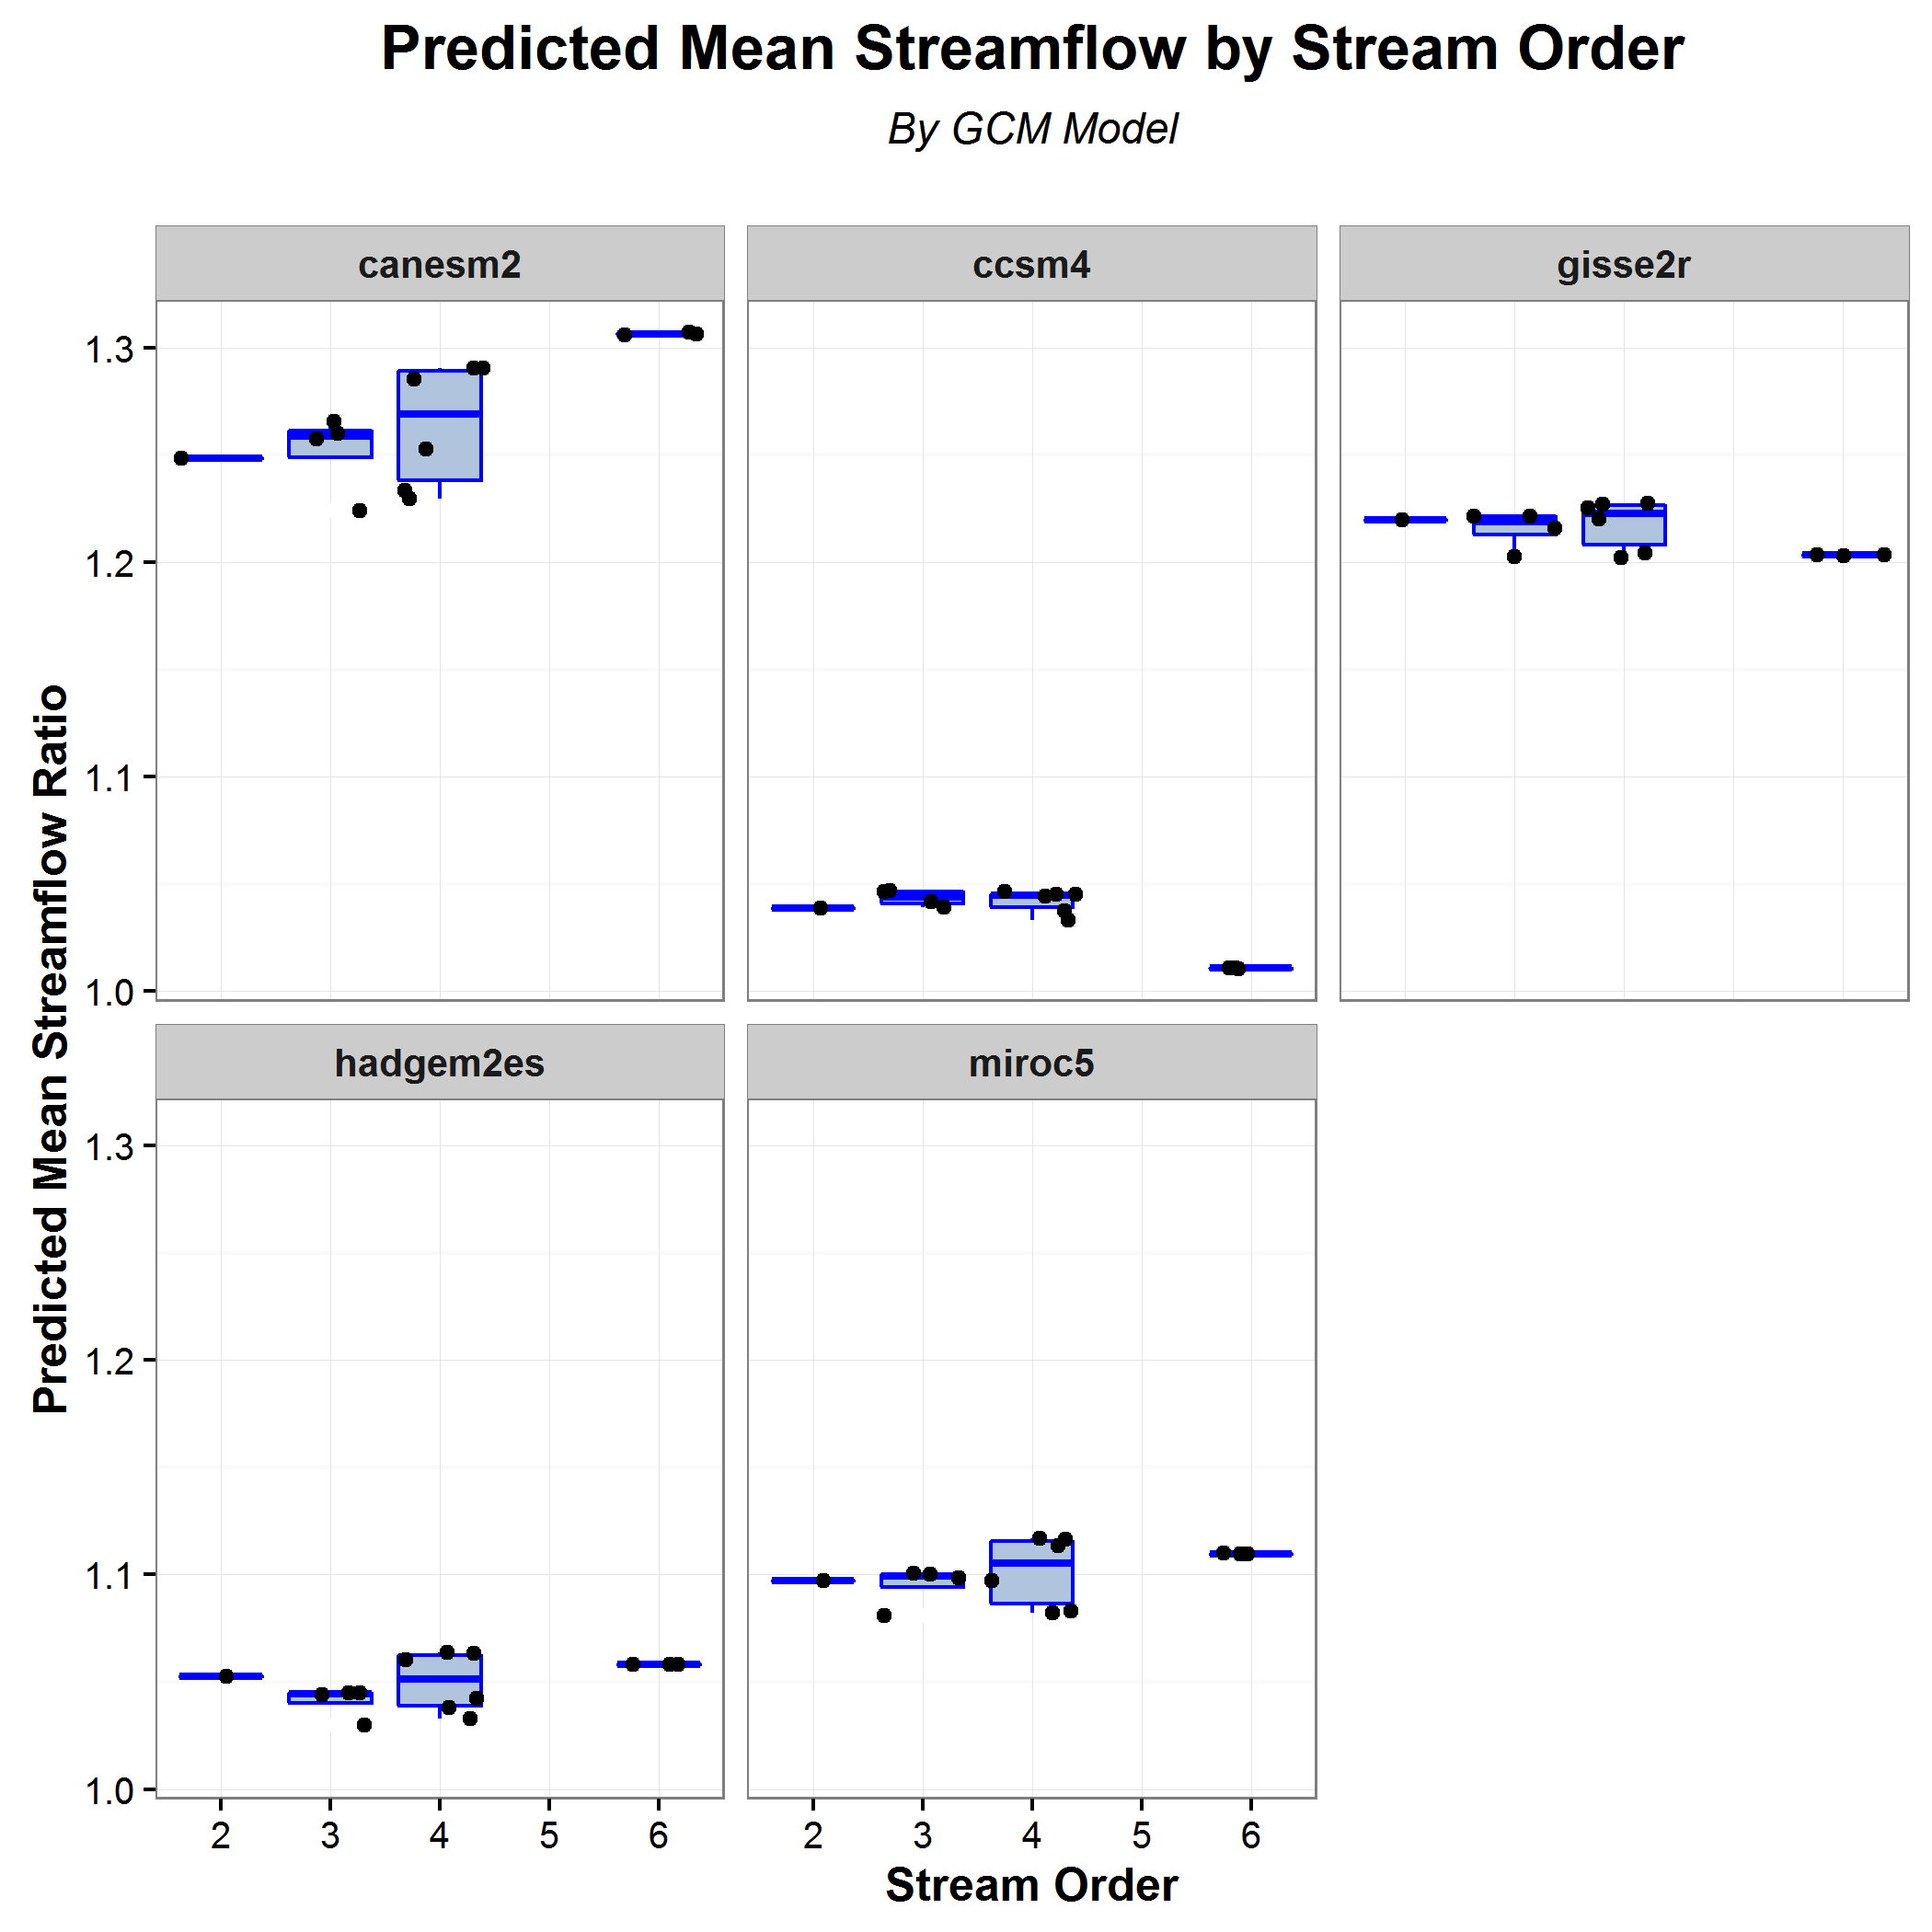 Predicted Mean Streamflow by Stream Order
By GCM Model
canesm2
ccsm4
gisse2r
1.3
1.2
1.1
1.0
Predicted Mean Streamflow Ratio
hadgem2es
miroc5
1.3
1.2
1.1
1.0
2 3 4 5 6
2 3 4 5 6
Stream Order